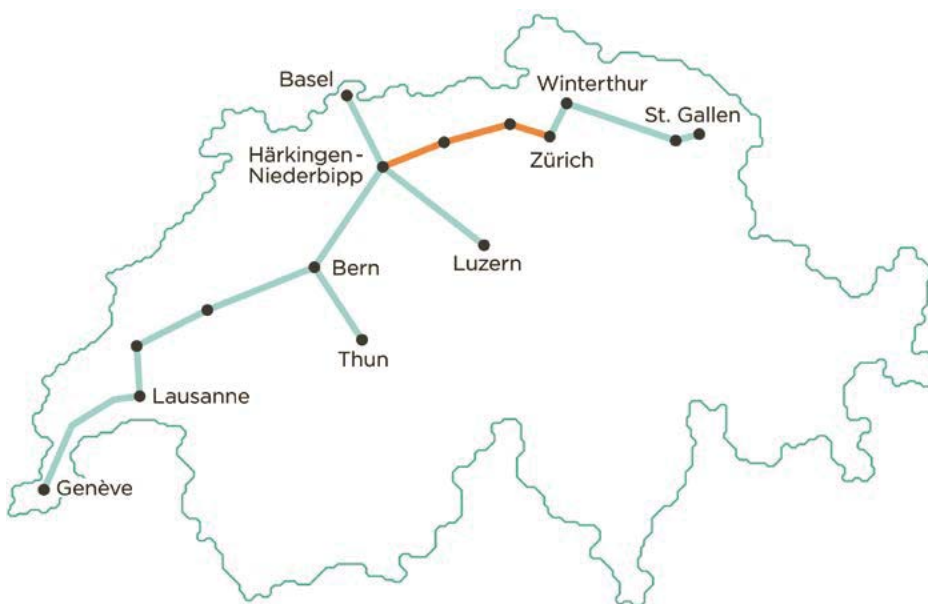 Basel
Winterthur
St. Gallen
Härkingen-
Niederbipp
Zürich
Luzern
Bern
Thun
Lausanne
Genève